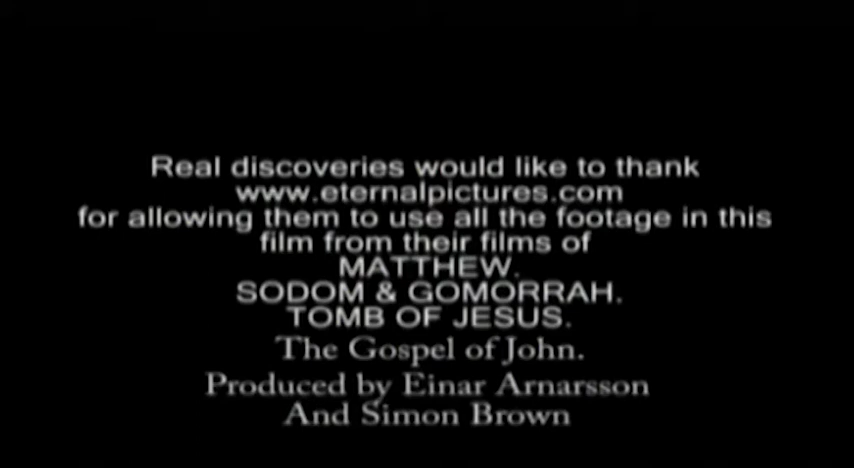 Real discoveries would like to thank
www.eternalpictures.com
for allowing them to use all the footage in this
film from their films of
MATTHEW.
SODOM & GOMORRAH.
TOMB OF JESUS.
The Gospel of John.
Produced by Einar Arnarsson
And Simon Brown